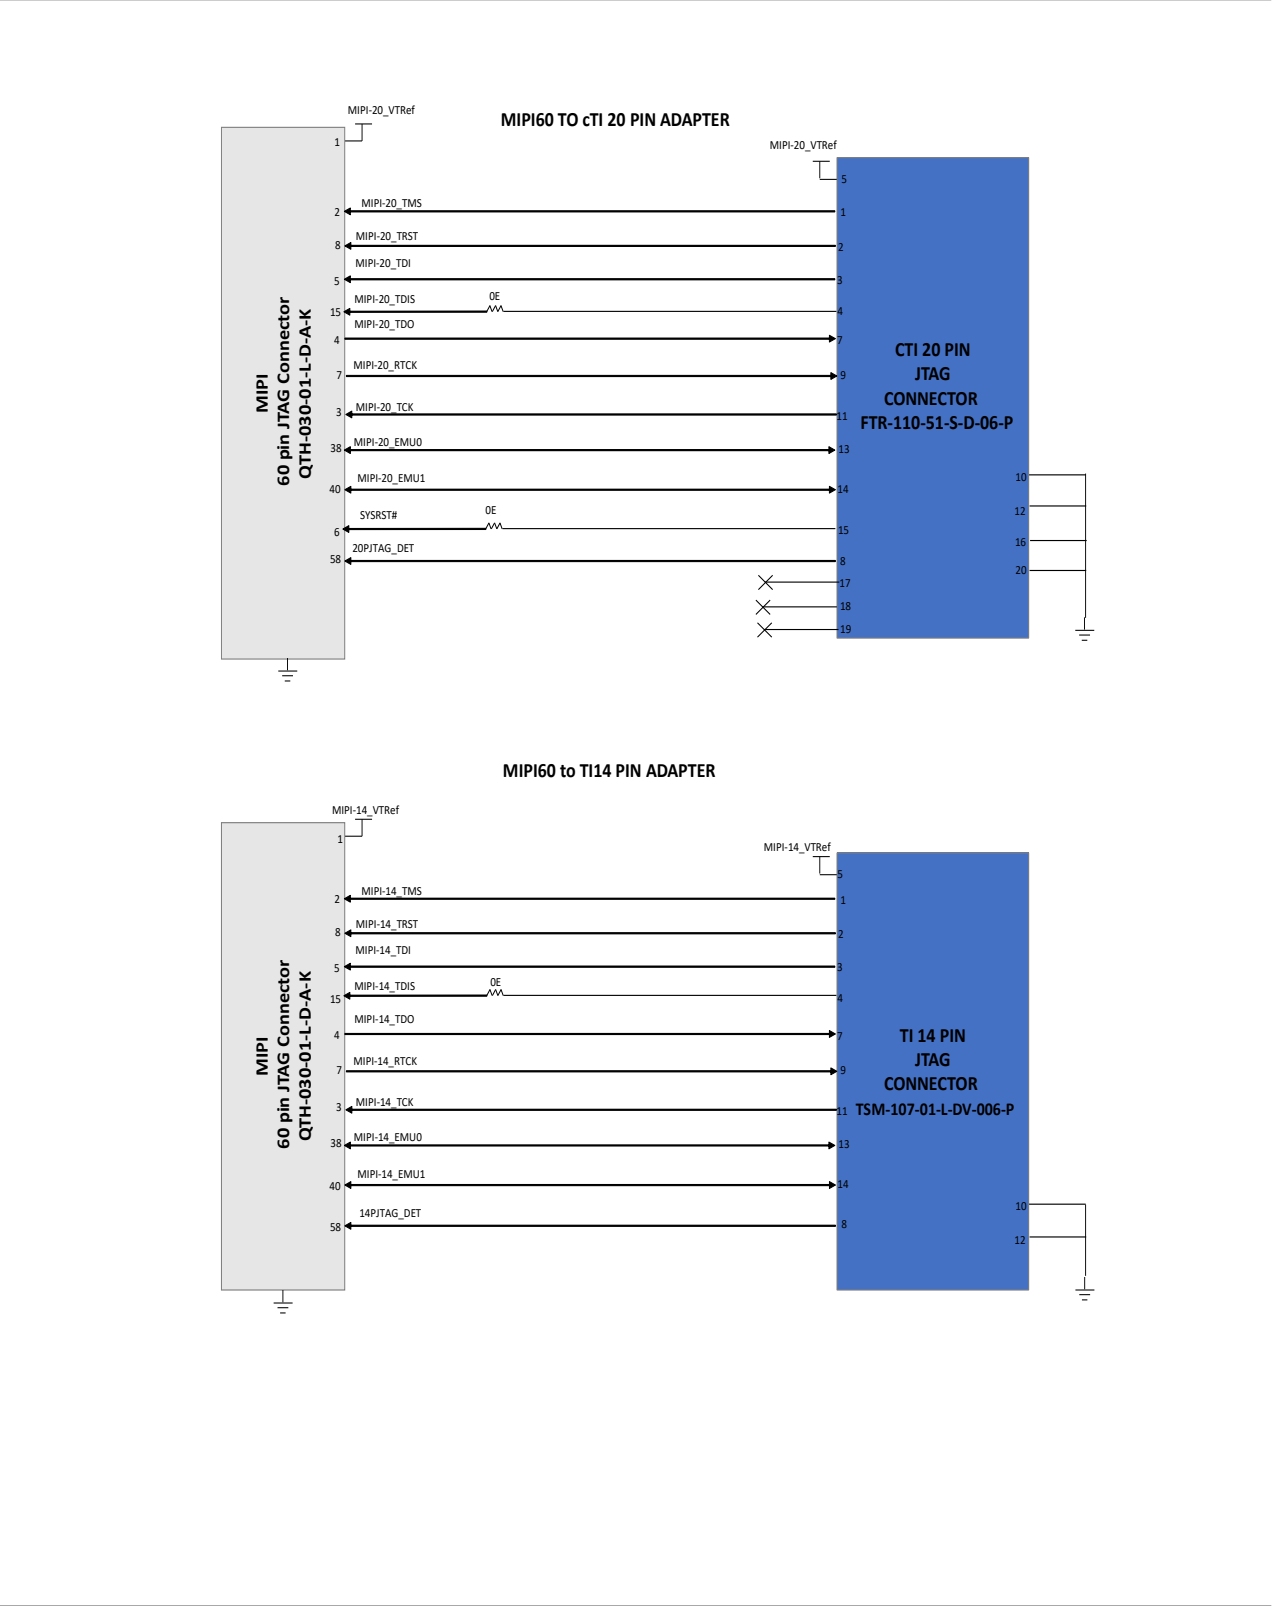 MIPI60 TO cTI 20 PIN ADAPTER
MIPI-20_VTRef
1
MIPI
60 pin JTAG Connector
QTH-030-01-L-D-A-K
MIPI-20_VTRef
5
2
MIPI-20_TMS
1
8
MIPI-20_TRST
2
5
MIPI-20_TDI
3
15
MIPI-20_TDIS
0E
4
4
MIPI-20_TDO
7
7
MIPI-20_RTCK
9
3
MIPI-20_TCK
11
38
MIPI-20_EMU0
13
40
MIPI-20_EMU1
14
6
SYSRST#
0E
15
58
20PJTAG_DET
8
17
18
19
CTI 20 PIN
JTAG
CONNECTOR
FTR-110-51-S-D-06-P
10
12
16
20
MIPI60 to TI14 PIN ADAPTER
MIPI-14_VTRef
1
MIPI
60 pin JTAG Connector
QTH-030-01-L-D-A-K
MIPI-14_VTRef
5
2
MIPI-14_TMS
1
8
MIPI-14_TRST
2
5
MIPI-14_TDI
3
15
MIPI-14_TDIS
0E
4
4
MIPI-14_TDO
7
7
MIPI-14_RTCK
9
3
MIPI-14_TCK
11
38
MIPI-14_EMU0
13
40
MIPI-14_EMU1
14
58
14PJTAG_DET
8
TI 14 PIN
JTAG
CONNECTOR
TSM-107-01-L-DV-006-P
10
12